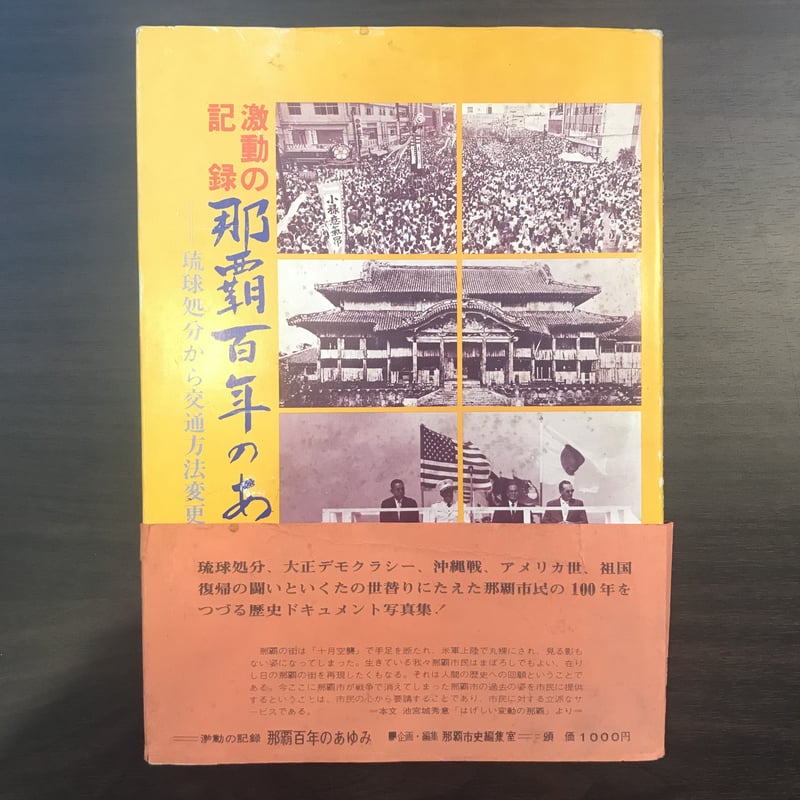 激動の
記録
那覇百年のあ
琉球処分から交通方法変更
琉球処分、大正デモクラシー、沖縄戦、アメリカ世、祖国
復帰の闘いといくたの世替りにたえた那覇市民の100年を
つづる歴史ドキュメント写真集!
那覇の街は「十月空襲」で手足を断たれ、米軍上陸で丸裸にされ、見る影も
ない姿になってしまった。生きている我々那覇市民はまぼろしでもよい、在り
し日の那覇の街を再現したくもなる。それは人間の歴史への回顧ということで
ある。今ここに那覇市が戦争で消えてしまった那覇市の過去の姿を市民に提供
するということは、市民の心から要請することであり、市民に対する立派なサ
ービスである。 ─本文 池宮城秀意「はげしい変動の那覇」より─
激動の記録 那覇百年のあゆみ ■企画・編集 那覇市史編集室 頒 価 1000円